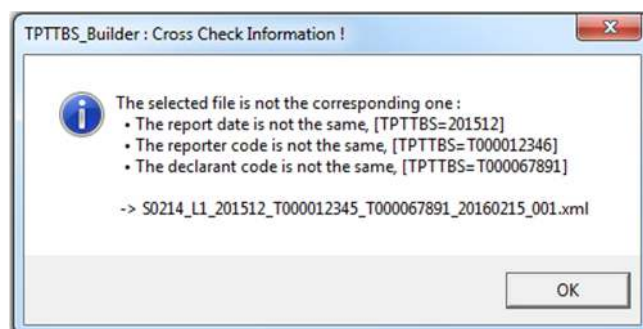 TPTTBS_Builder : Cross Check Information !
The selected file is not the corresponding one :
• The report date is not the same, [TPTTBS=201512]
• The reporter code is not the same, [TPTTBS=T000012346]
• The declarant code is not the same, [TPTTBS=T000067891]
-> S0214_L1_201512_T000012345_T000067891_20160215_001.xml
OK